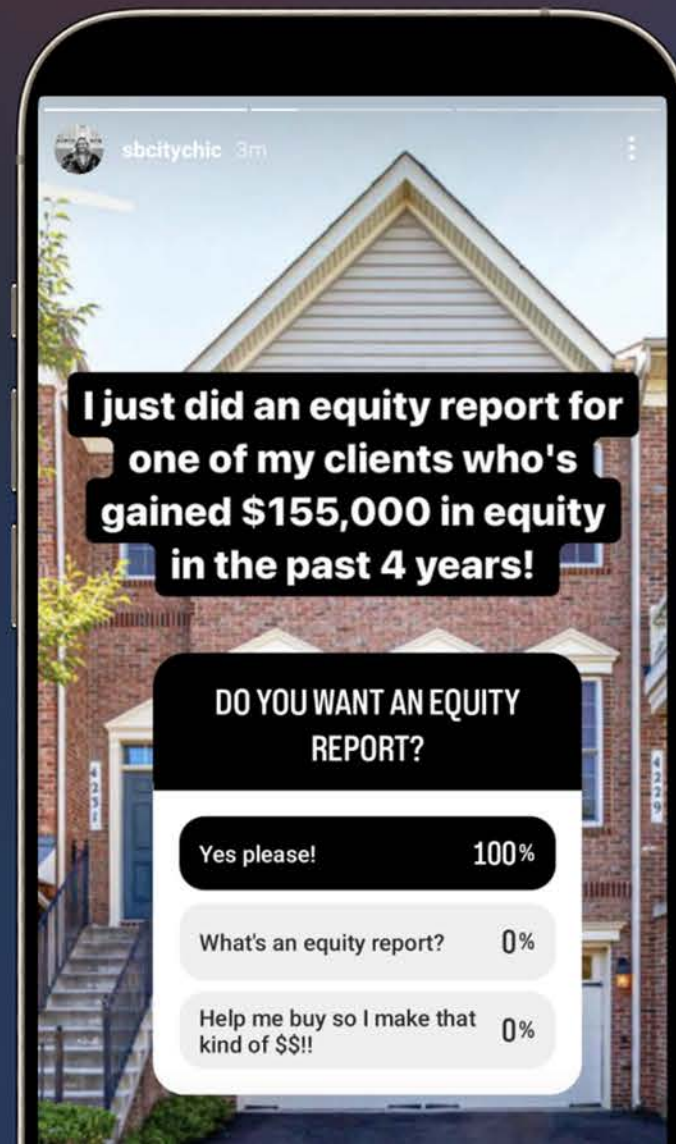 sbcitychic 3m
I just did an equity report for
one of my clients who's
gained $155,000 in equity
in the past 4 years!
DO YOU WANT AN EQUITY
REPORT?
Yes please! 100%
What's an equity report? 0%
Help me buy so I make that
kind of $$!! 0%
4231
4229